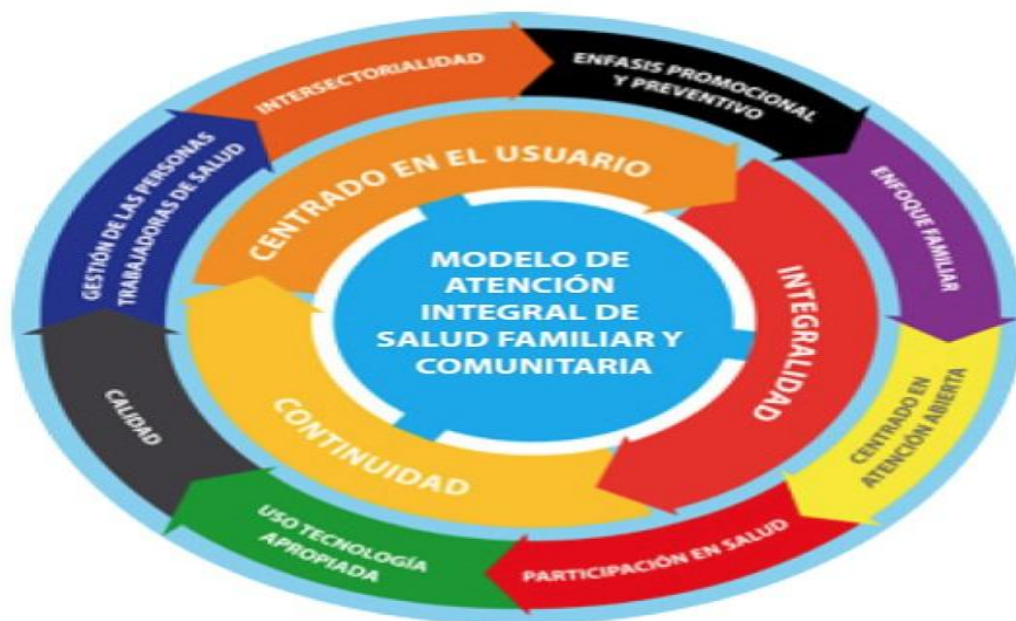 MODELO DE
ATENCIÓN
INTEGRAL DE
SALUD FAMILIAR Y
COMUNITARIA
CENTRADO EN EL USUARIO
INTEGRALIDAD
CONTINUIDAD
INTERSECTORIALIDAD
ENFASIS PROMOCIONAL
Y PREVENTIVO
ENFOQUE FAMILIAR
CENTRADO EN
ATENCIÓN ABIERTA
PARTICIPACIÓN EN SALUD
USO TECNOLOGÍA
APROPIADA
CALIDAD
GESTIÓN DE LAS PERSONAS
TRABAJADORAS DE SALUD